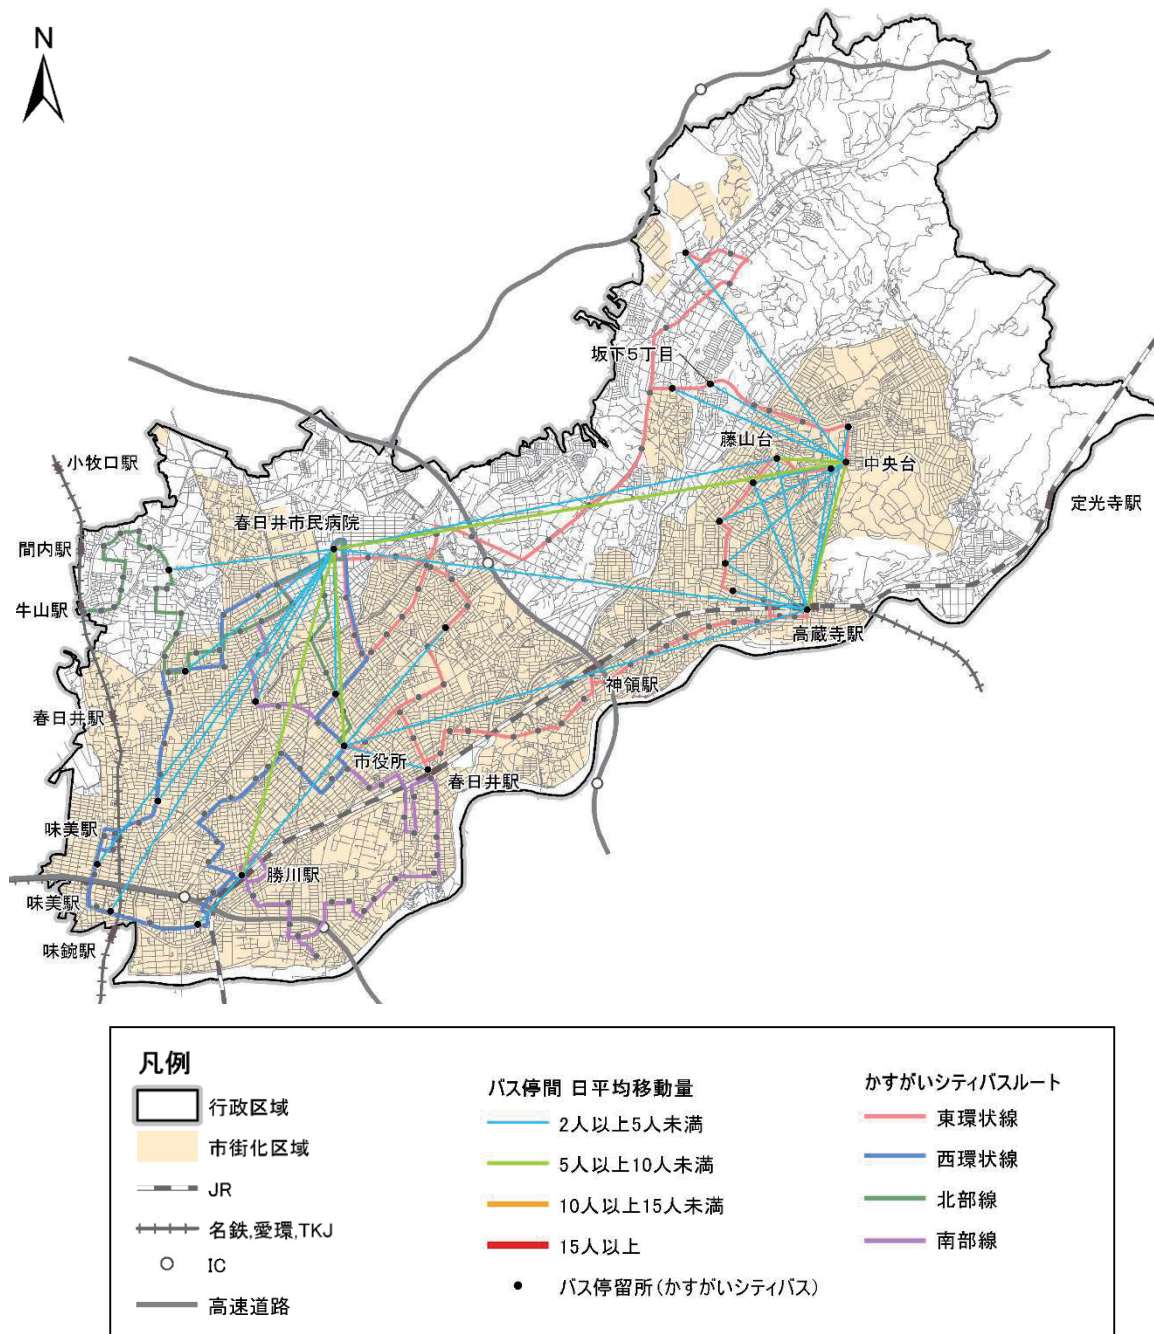 N
坂下5丁目
藤山台
中央台
小牧口駅
定光寺駅
春日井市民病院
間内駅
牛山駅
高蔵寺駅
神領駅
春日井駅
市役所
春日井駅
味美駅
勝川駅
味美駅
味鋺駅
凡例
行政区域
市街化区域
JR
名鉄,愛環,TKJ
IC
高速道路
バス停間 日平均移動量
2人以上5人未満
5人以上10人未満
10人以上15人未満
15人以上
バス停留所(かすがいシティバス)
かすがいシティバスルート
東環状線
西環状線
北部線
南部線